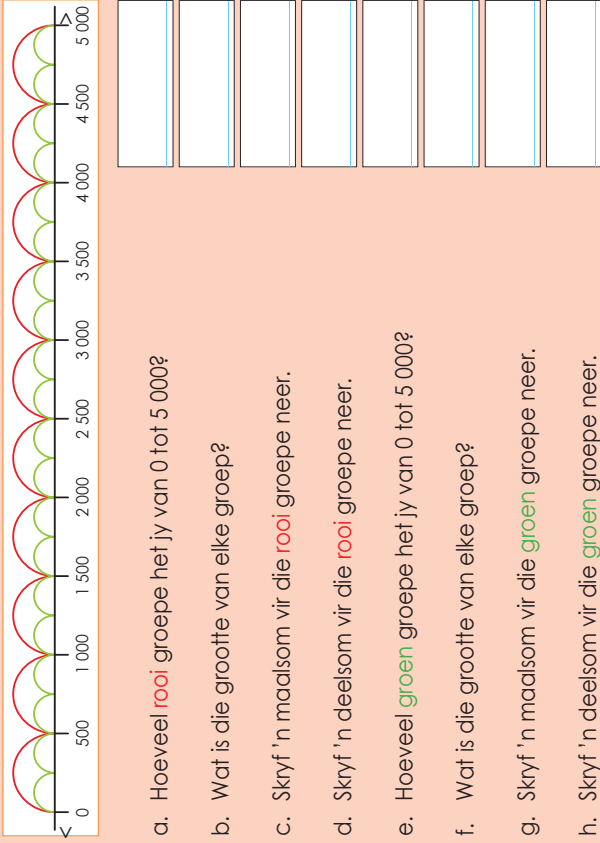 0 500 1 000 1 500 2 000 2 500 3 000 3 500 4 000 4 500 5 000
a. Hoeveel rooi groepe het jy van 0 tot 5 000?
b. Wat is die grootte van elke groep?
c. Skryf 'n maalsom vir die rooi groepe neer.
d. Skryf 'n deelsom vir die rooi groepe neer.
e. Hoeveel groen groepe het jy van 0 tot 5 000?
f. Wat is die grootte van elke groep?
g. Skryf 'n maalsom vir die groen groepe neer.
h. Skryf 'n deelsom vir die groen groepe neer.